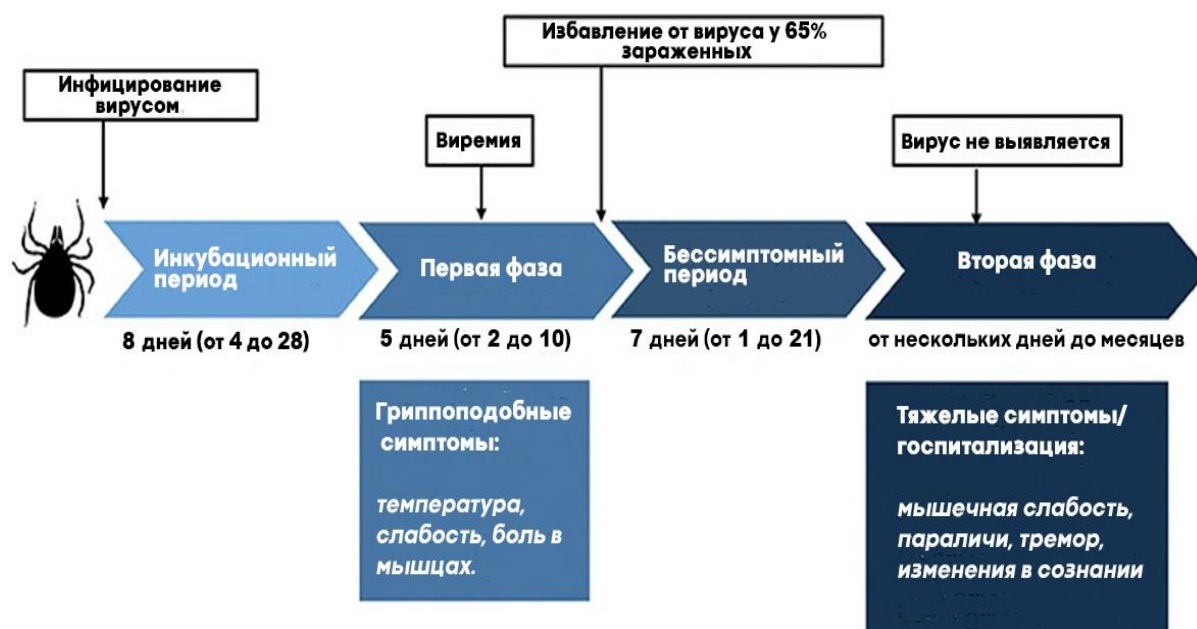 Избавление от вируса у 65%
зараженных
Инфицирование
вирусом
Виремия
Вирус не выявляется
Инкубационный
период
Первая фаза
Бессимптомный
период
Вторая фаза
8 дней (от 4 до 28)
5 дней (от 2 до 10)
7 дней (от 1 до 21)
от нескольких дней до месяцев
Гриппоподобные
симптомы:
температура,
слабость, боль в
мышцах.
Тяжелые симптомы/
госпитализация:
мышечная слабость,
параличи, тремор,
изменения в сознании